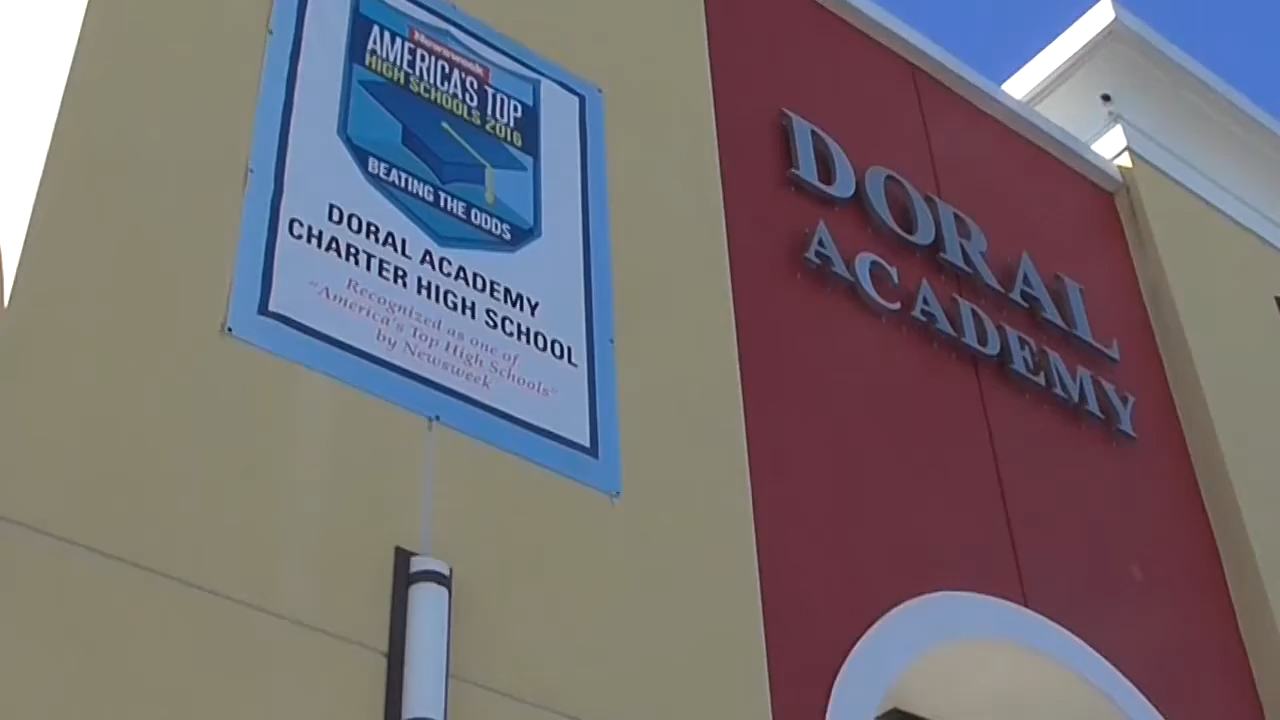 Newsweek
AMERICA'S TOP
HIGH SCHOOLS 2016
BEATING THE ODDS
DORAL ACADEMY
CHARTER HIGH SCHOOL
Recognized as one of
"America's Top High Schools"
by Newsweek
DORAL
ACADEMY